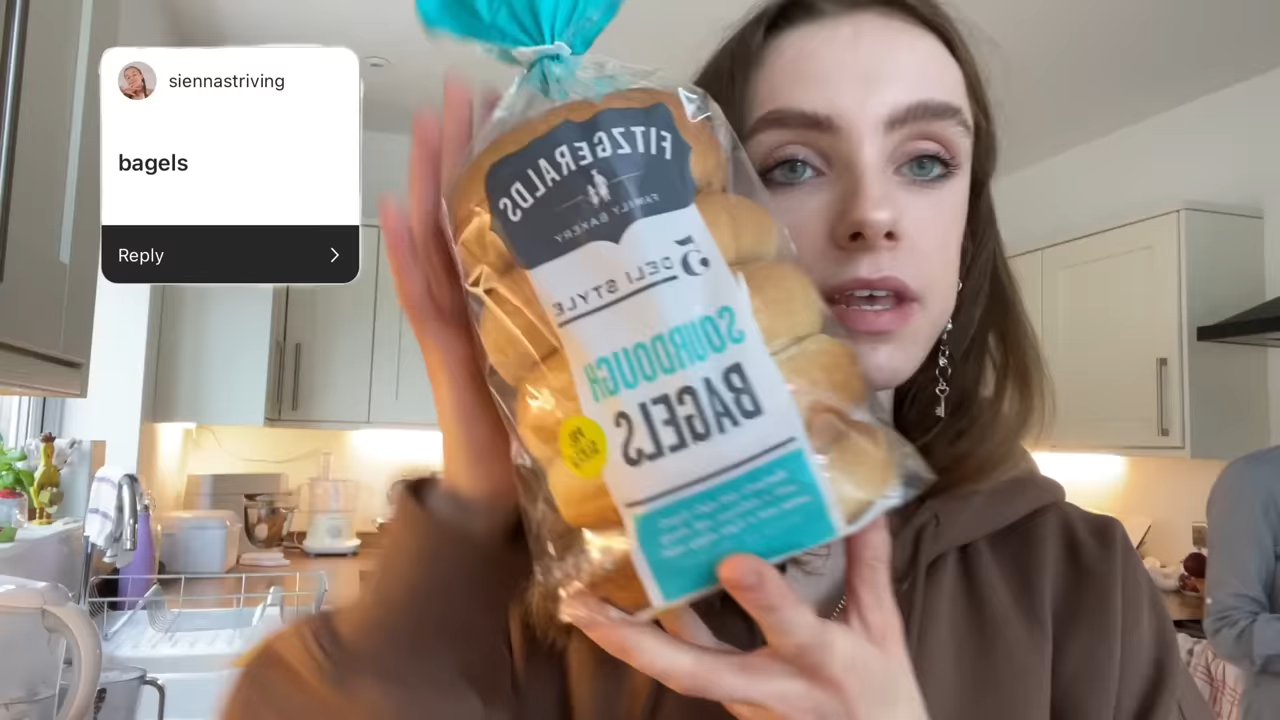 siennastriving
bagels
Reply
FITZGERALDS
FAMILY BAKERY
5 DELI STYLE
SOURDOUGH
BAGELS